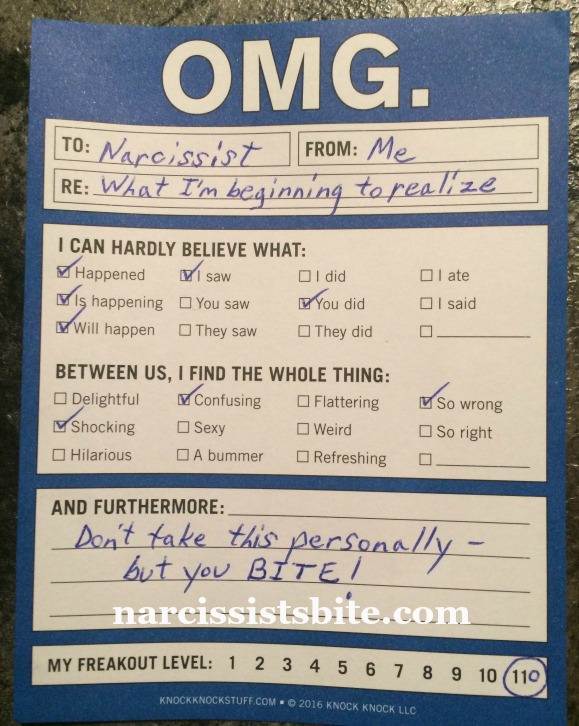 OMG.
TO: Narcissist FROM: Me
RE: What I'm beginning to realize
I CAN HARDLY BELIEVE WHAT:
Happened I saw I did I ate
Is happening You saw You did I said
Will happen They saw They did
BETWEEN US, I FIND THE WHOLE THING:
Delightful Confusing Flattering So wrong
Shocking Sexy Weird So right
Hilarious A bummer Refreshing
AND FURTHERMORE:
Don't take this personally –
but you BITE!
narcissistsbite.com
MY FREAKOUT LEVEL: 1 2 3 4 5 6 7 8 9 10 110
KNOCKKNOCKSTUFF.COM • © 2016 KNOCK KNOCK LLC